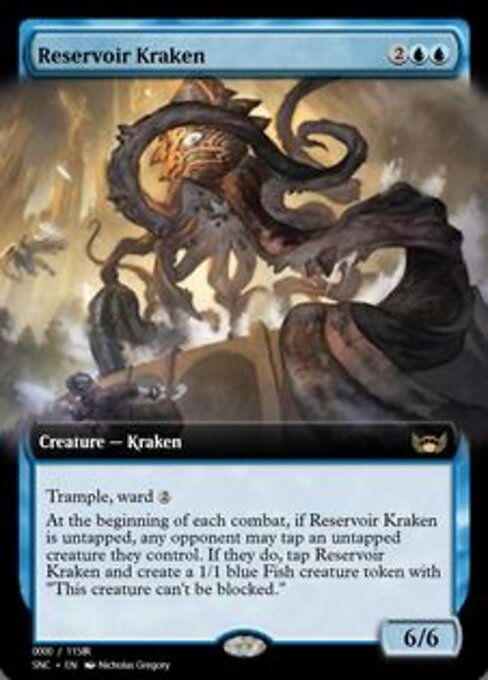 Reservoir Kraken 2
Creature — Kraken
Trample, ward 2
At the beginning of each combat, if Reservoir Kraken
is untapped, any opponent may tap an untapped
creature they control. If they do, tap Reservoir
Kraken and create a 1/1 blue Fish creature token with
"This creature can't be blocked."
6/6
SNC • EN Nicholas Gregory